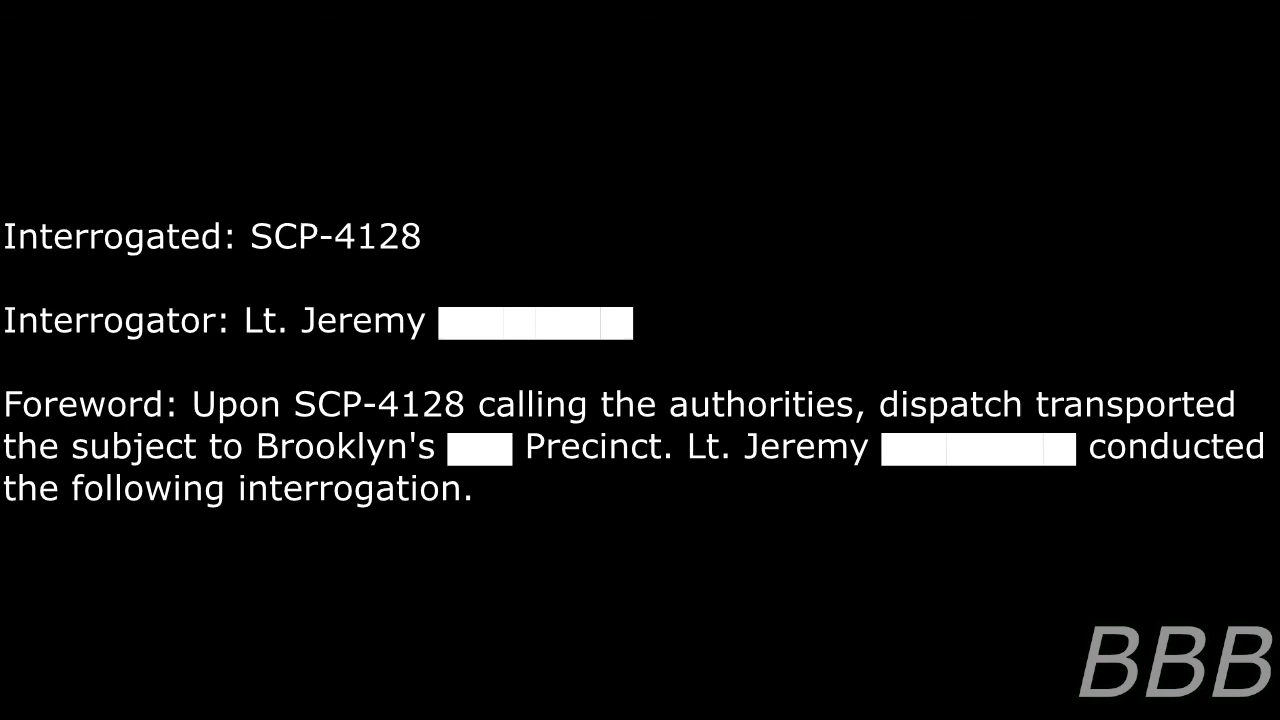 Interrogated: SCP-4128
Interrogator: Lt. Jeremy ██████
Foreword: Upon SCP-4128 calling the authorities, dispatch transported
the subject to Brooklyn's ██ Precinct. Lt. Jeremy ██████ conducted
the following interrogation.
BBB